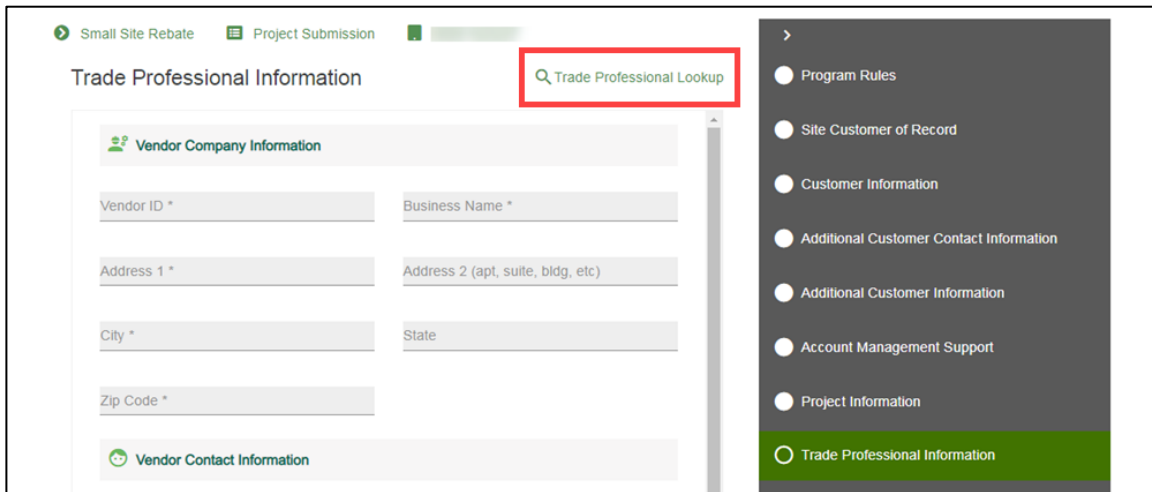 Small Site Rebate
Project Submission
Trade Professional Information
Trade Professional Lookup
Vendor Company Information
Vendor ID *
Business Name *
Address 1 *
Address 2 (apt, suite, bldg, etc)
City *
State
Zip Code *
Vendor Contact Information
Program Rules
Site Customer of Record
Customer Information
Additional Customer Contact Information
Additional Customer Information
Account Management Support
Project Information
Trade Professional Information